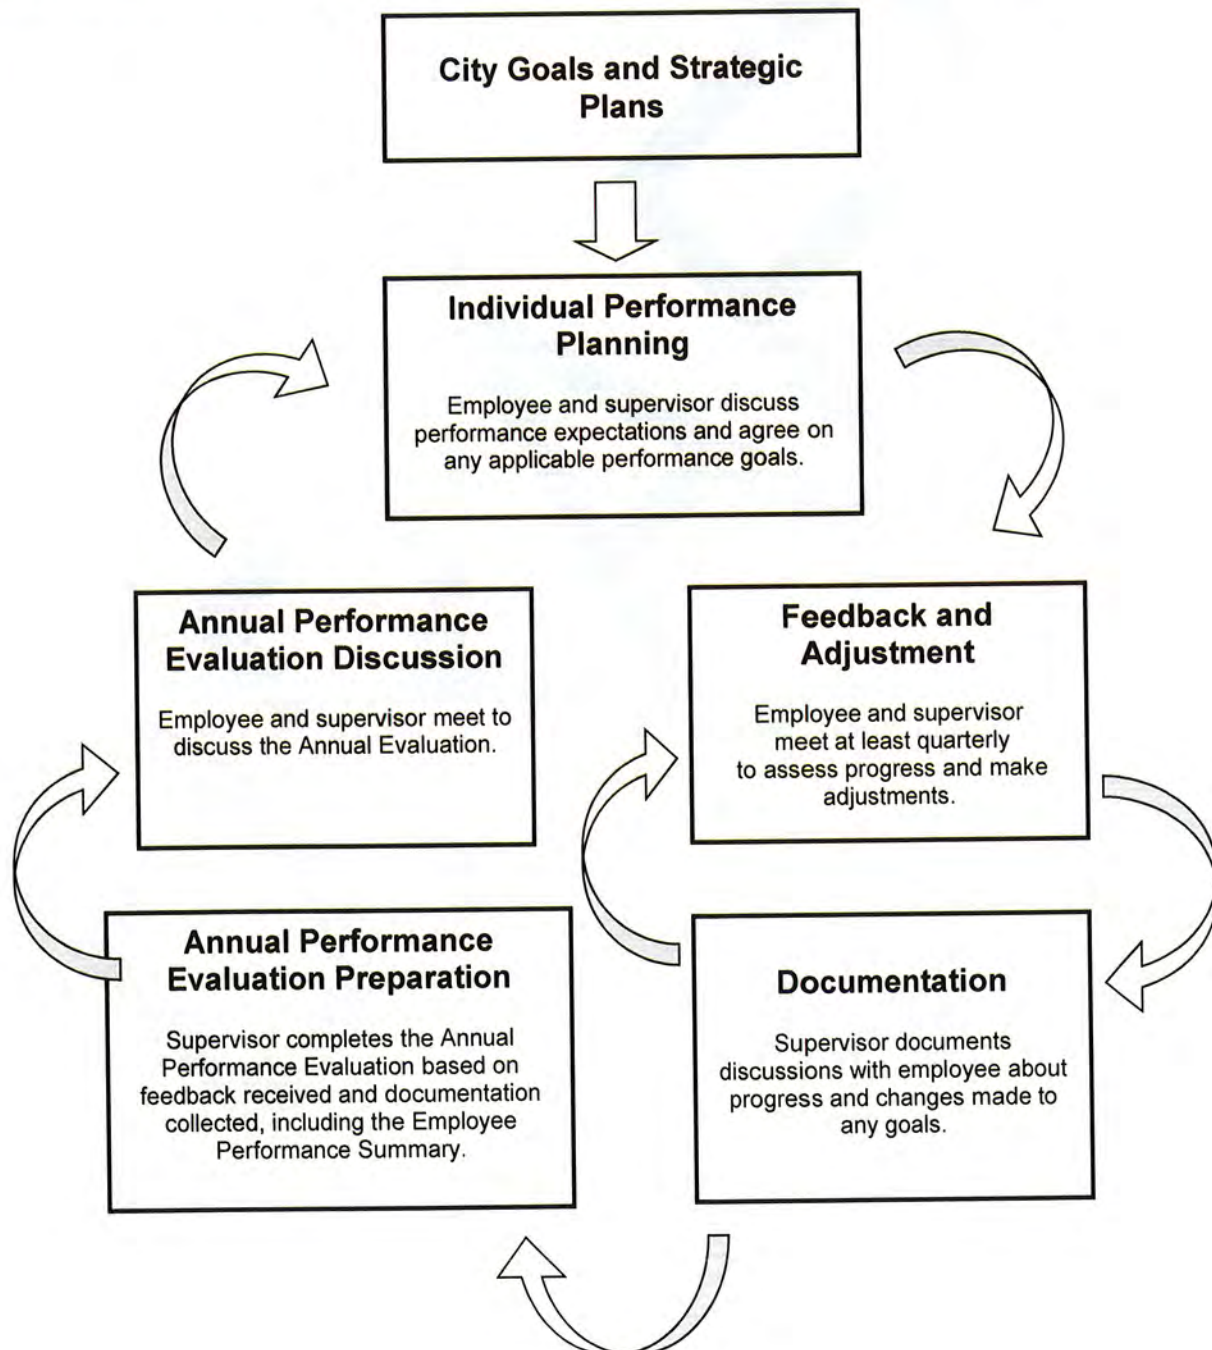 City Goals and Strategic
Plans
Individual Performance
Planning
Employee and supervisor discuss
performance expectations and agree on
any applicable performance goals.
Annual Performance
Evaluation Discussion
Employee and supervisor meet to
discuss the Annual Evaluation.
Feedback and
Adjustment
Employee and supervisor
meet at least quarterly
to assess progress and make
adjustments.
Annual Performance
Evaluation Preparation
Supervisor completes the Annual
Performance Evaluation based on
feedback received and documentation
collected, including the Employee
Performance Summary.
Documentation
Supervisor documents
discussions with employee about
progress and changes made to
any goals.